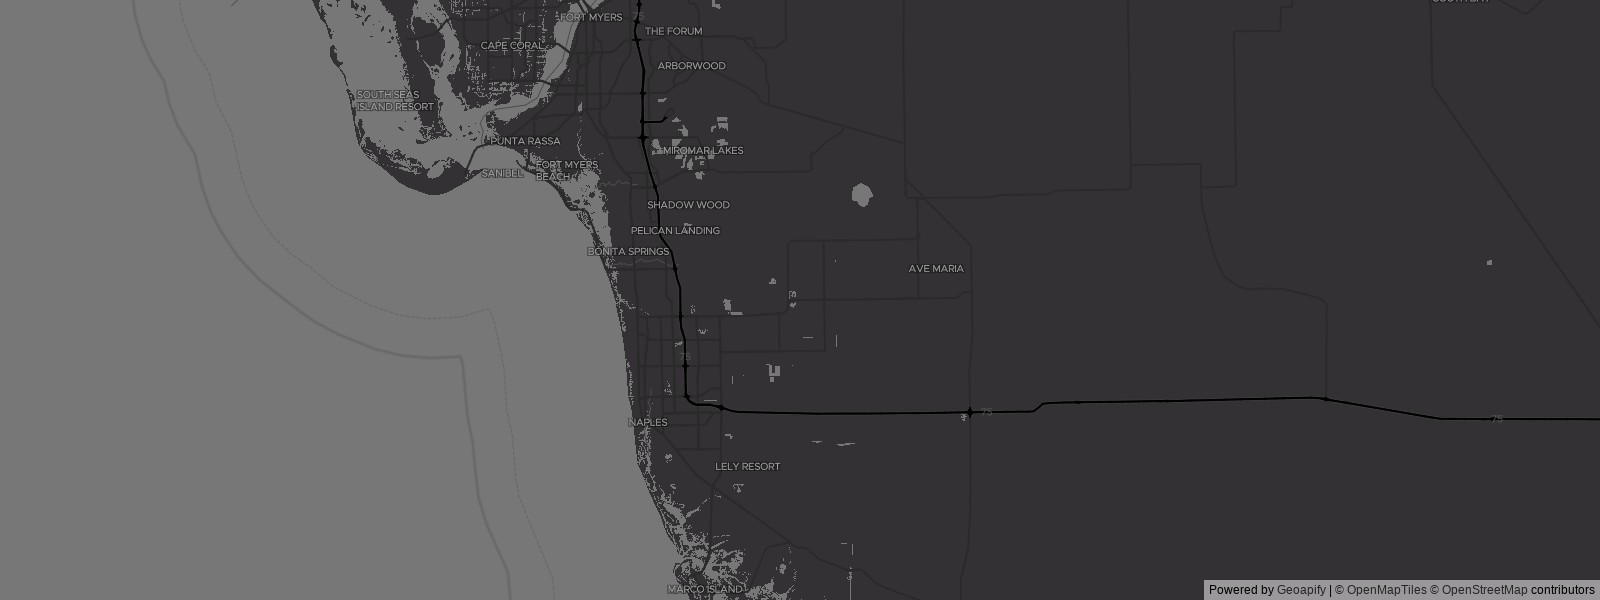 75
FORT MYERS
THE FORUM
CAPE CORAL
ARBORWOOD
SOUTH SEAS
ISLAND RESORT
PUNTA RASSA
MIROMAR LAKES
FORT MYERS
BEACH
SANIBEL
SHADOW WOOD
PELICAN LANDING
BONITA SPRINGS
AVE MARIA
75
75
75
NAPLES
LELY RESORT
MARCO ISLAND
Powered by Geoapify | © OpenMapTiles © OpenStreetMap contributors